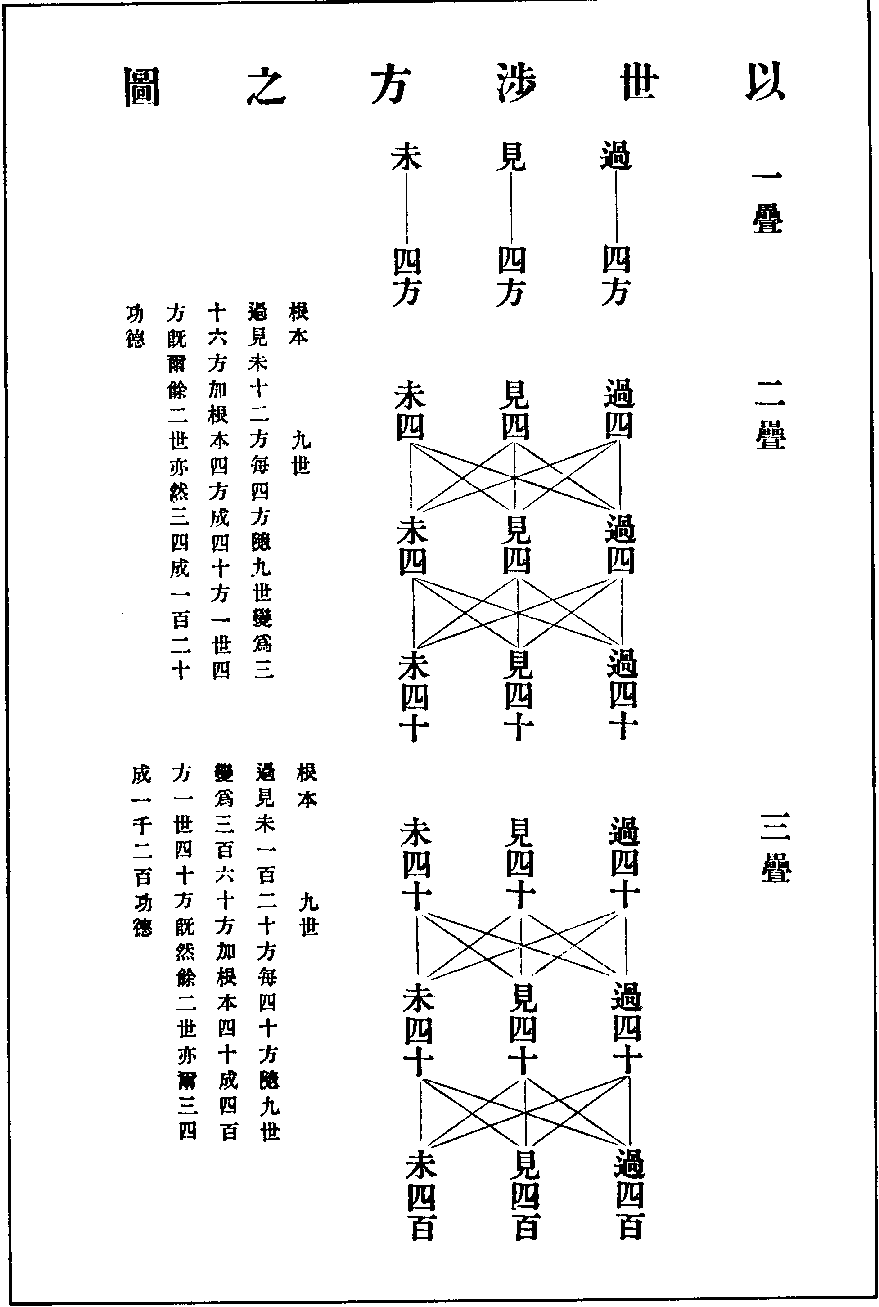 以世涉方之圖
一疊
過　見　未
四方　四方　四方
二疊
過四　見四　未四
過四　見四　未四
過四十　見四十　未四十
根本　九世
過見未十二方每四方隨九世變爲三
十六方加根本四方成四十方一世四
方旣爾餘二世亦然三四成一百二十
功德
三疊
過四十　見四十　未四十
過四十　見四十　未四十
過四百　見四百　未四百
根本　九世
過見未一百二十方每四十方隨九世
變爲三百六十方加根本四十成四百
方一世四十方旣然餘二世亦爾三四
成一千二百功德